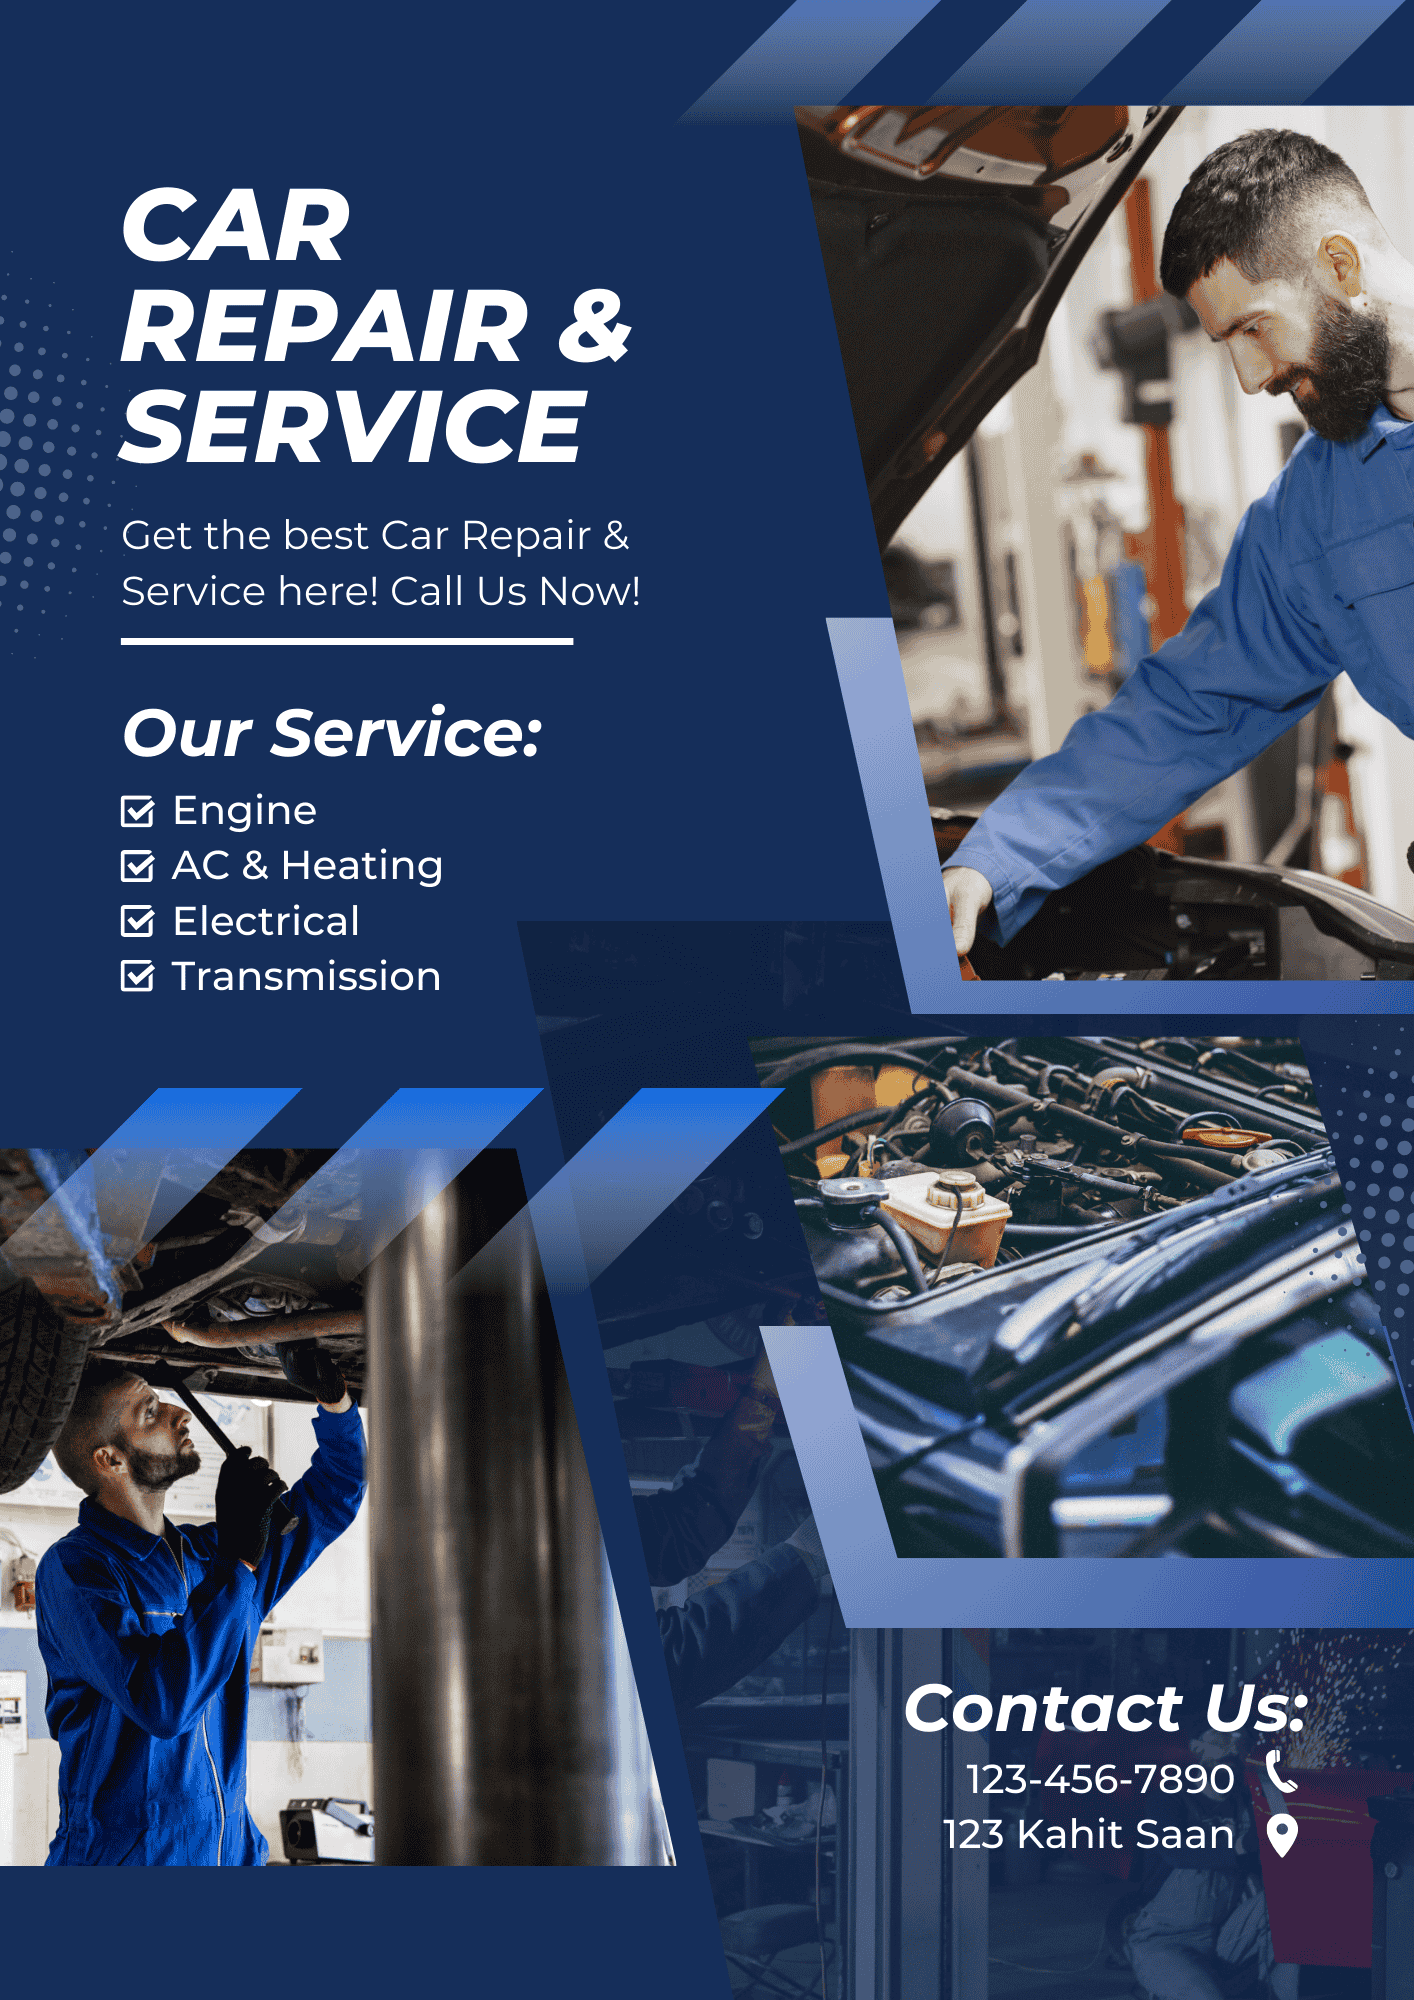 CAR
REPAIR &
SERVICE
Get the best Car Repair &
Service here! Call Us Now!
Our Service:
Engine
AC & Heating
Electrical
Transmission
Contact Us:
123-456-7890
123 Kahit Saan